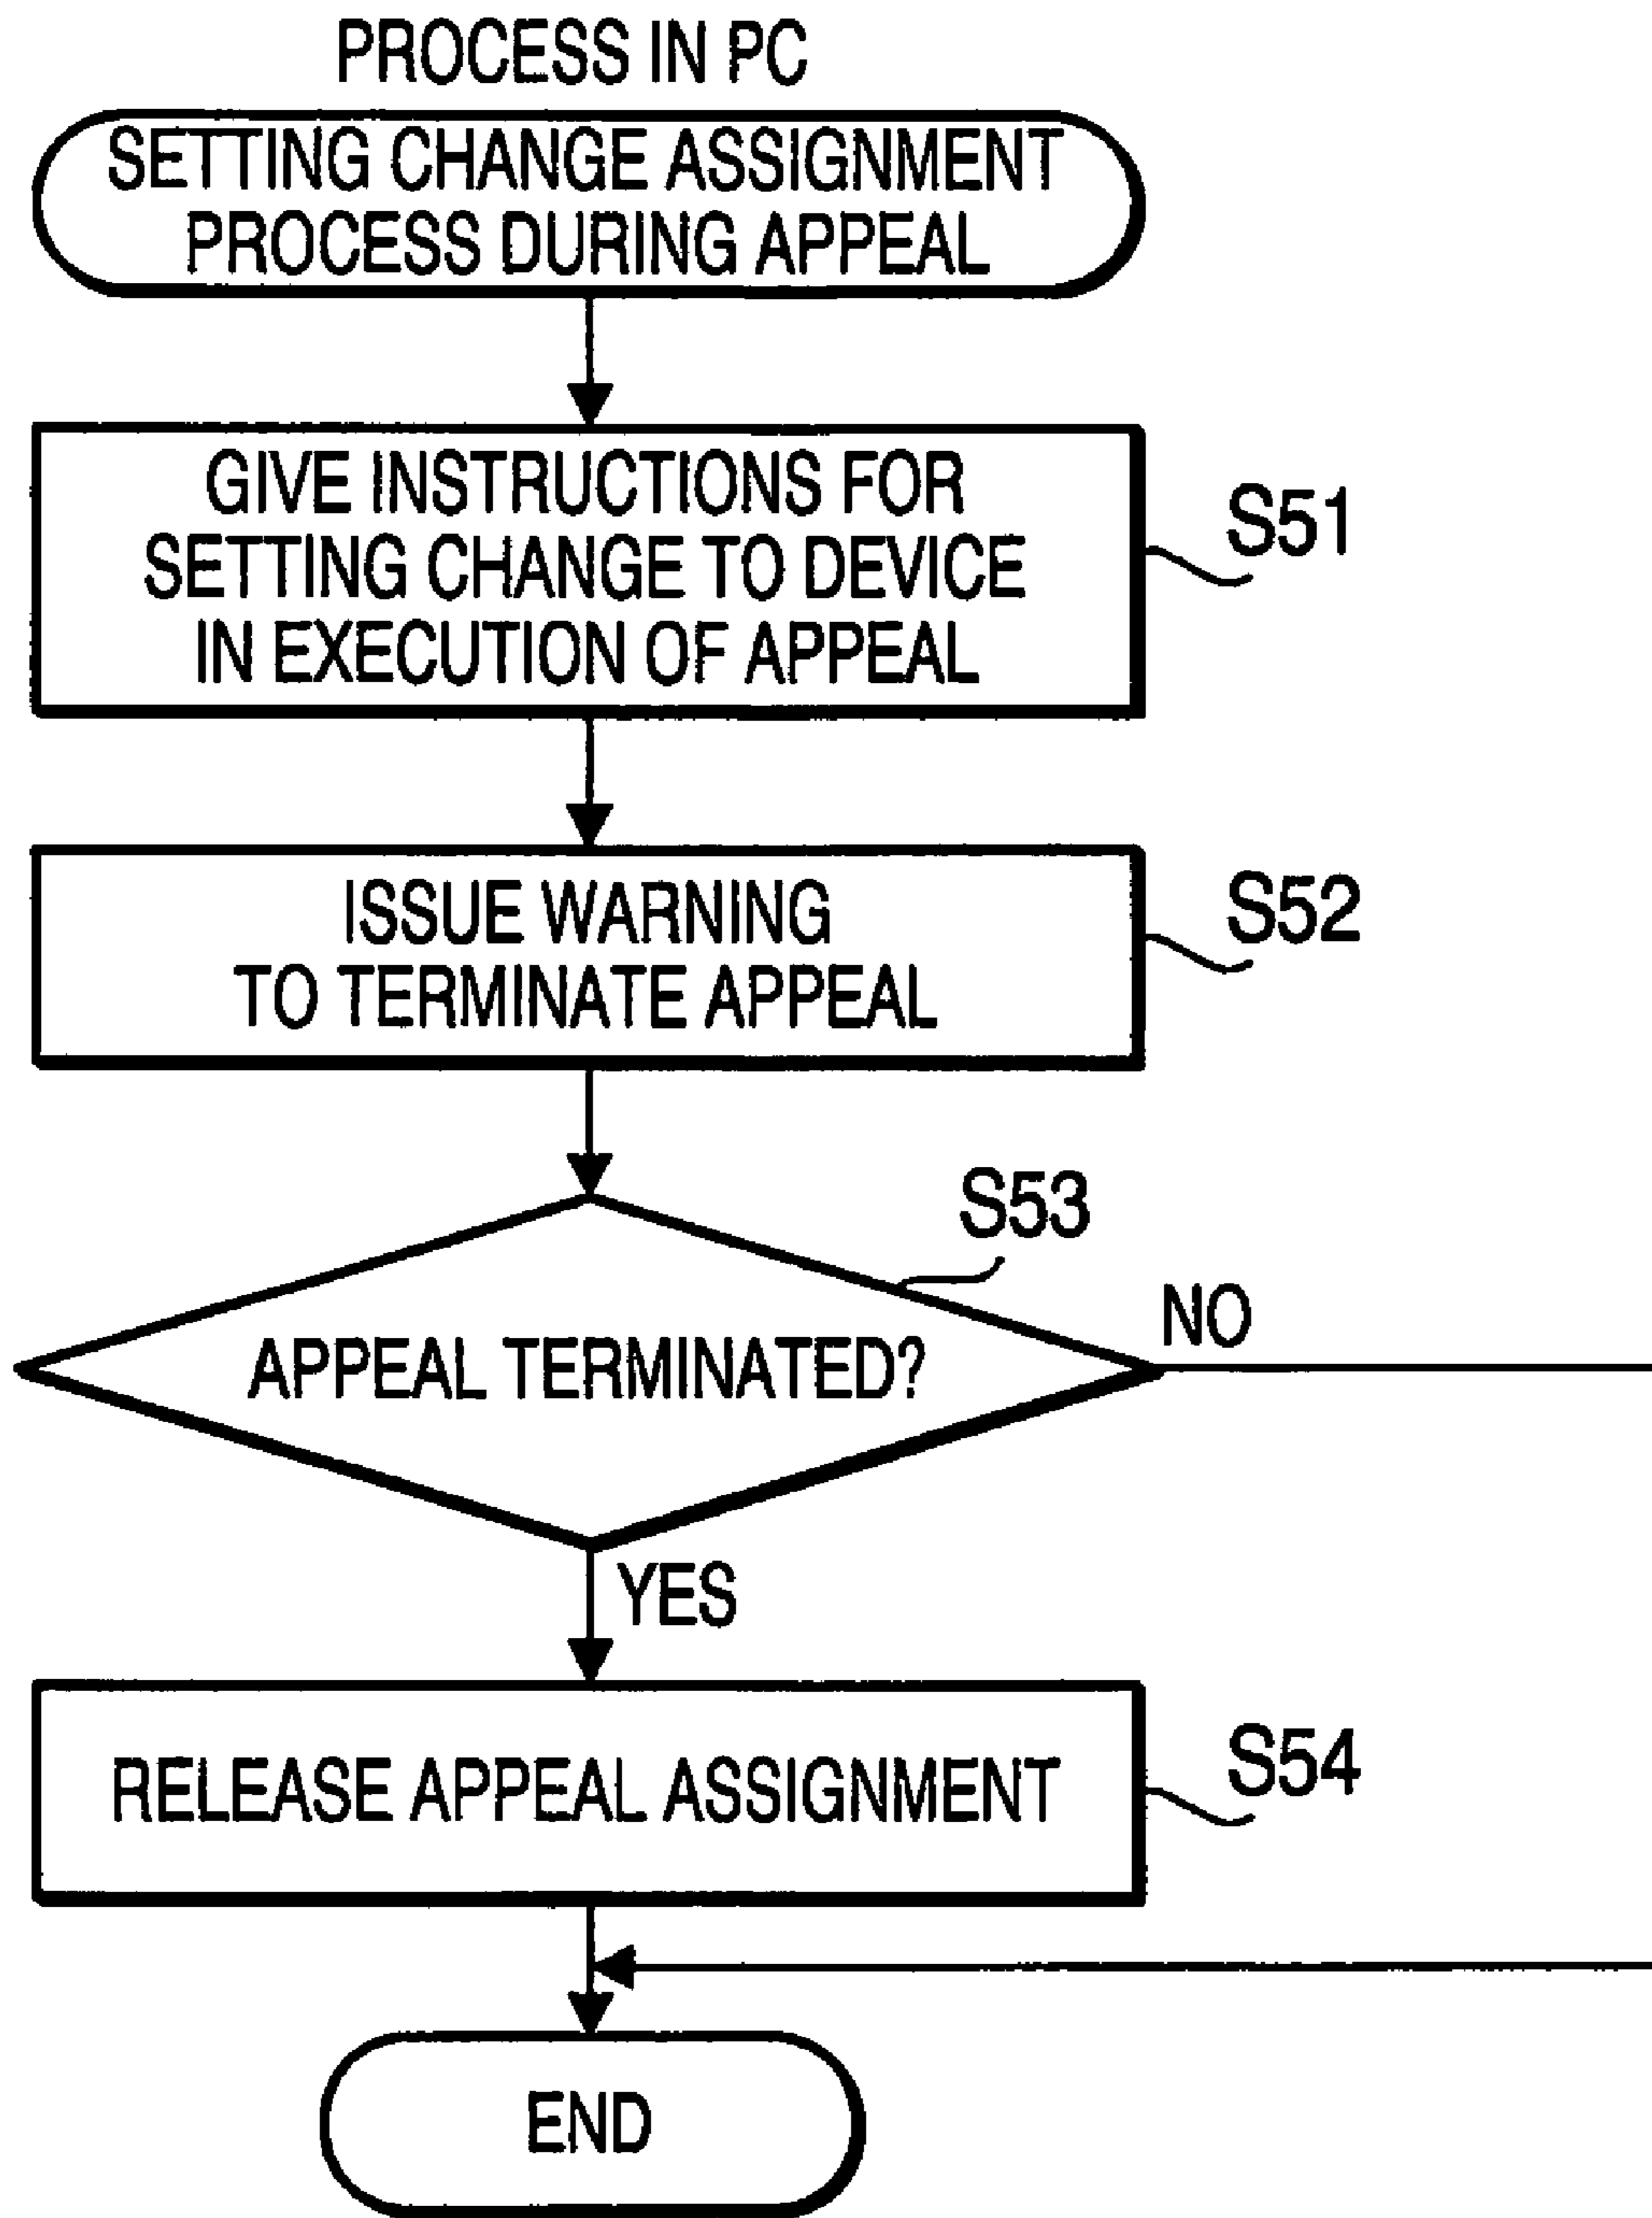 PROCESS IN PC
SETTING CHANGE ASSIGNMENT
PROCESS DURING APPEAL
GIVE INSTRUCTIONS FOR
SETTING CHANGE TO DEVICE
IN EXECUTION OF APPEAL
S51
ISSUE WARNING
TO TERMINATE APPEAL
S52
S53
APPEAL TERMINATED?
NO
YES
RELEASE APPEAL ASSIGNMENT
S54
END